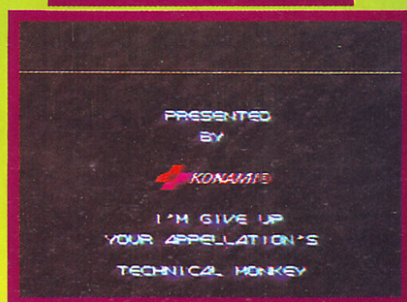 PRESENTED
BY
KONAMI®
I'M GIVE UP
YOUR APPELLATION'S
TECHNICAL MONKEY